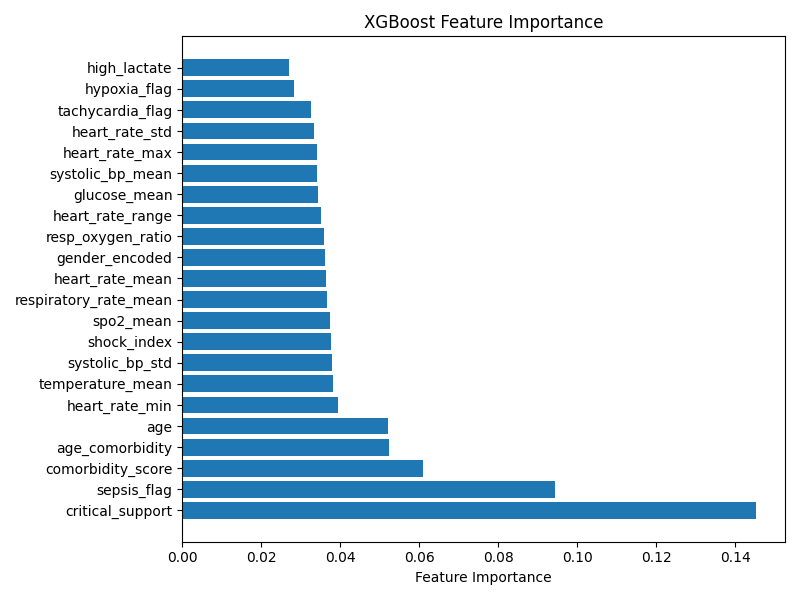 XGBoost Feature Importance
high_lactate
hypoxia_flag
tachycardia_flag
heart_rate_std
heart_rate_max
systolic_bp_mean
glucose_mean
heart_rate_range
resp_oxygen_ratio
gender_encoded
heart_rate_mean
respiratory_rate_mean
spo2_mean
shock_index
systolic_bp_std
temperature_mean
heart_rate_min
age
age_comorbidity
comorbidity_score
sepsis_flag
critical_support
0.00 0.02 0.04 0.06 0.08 0.10 0.12 0.14
Feature Importance